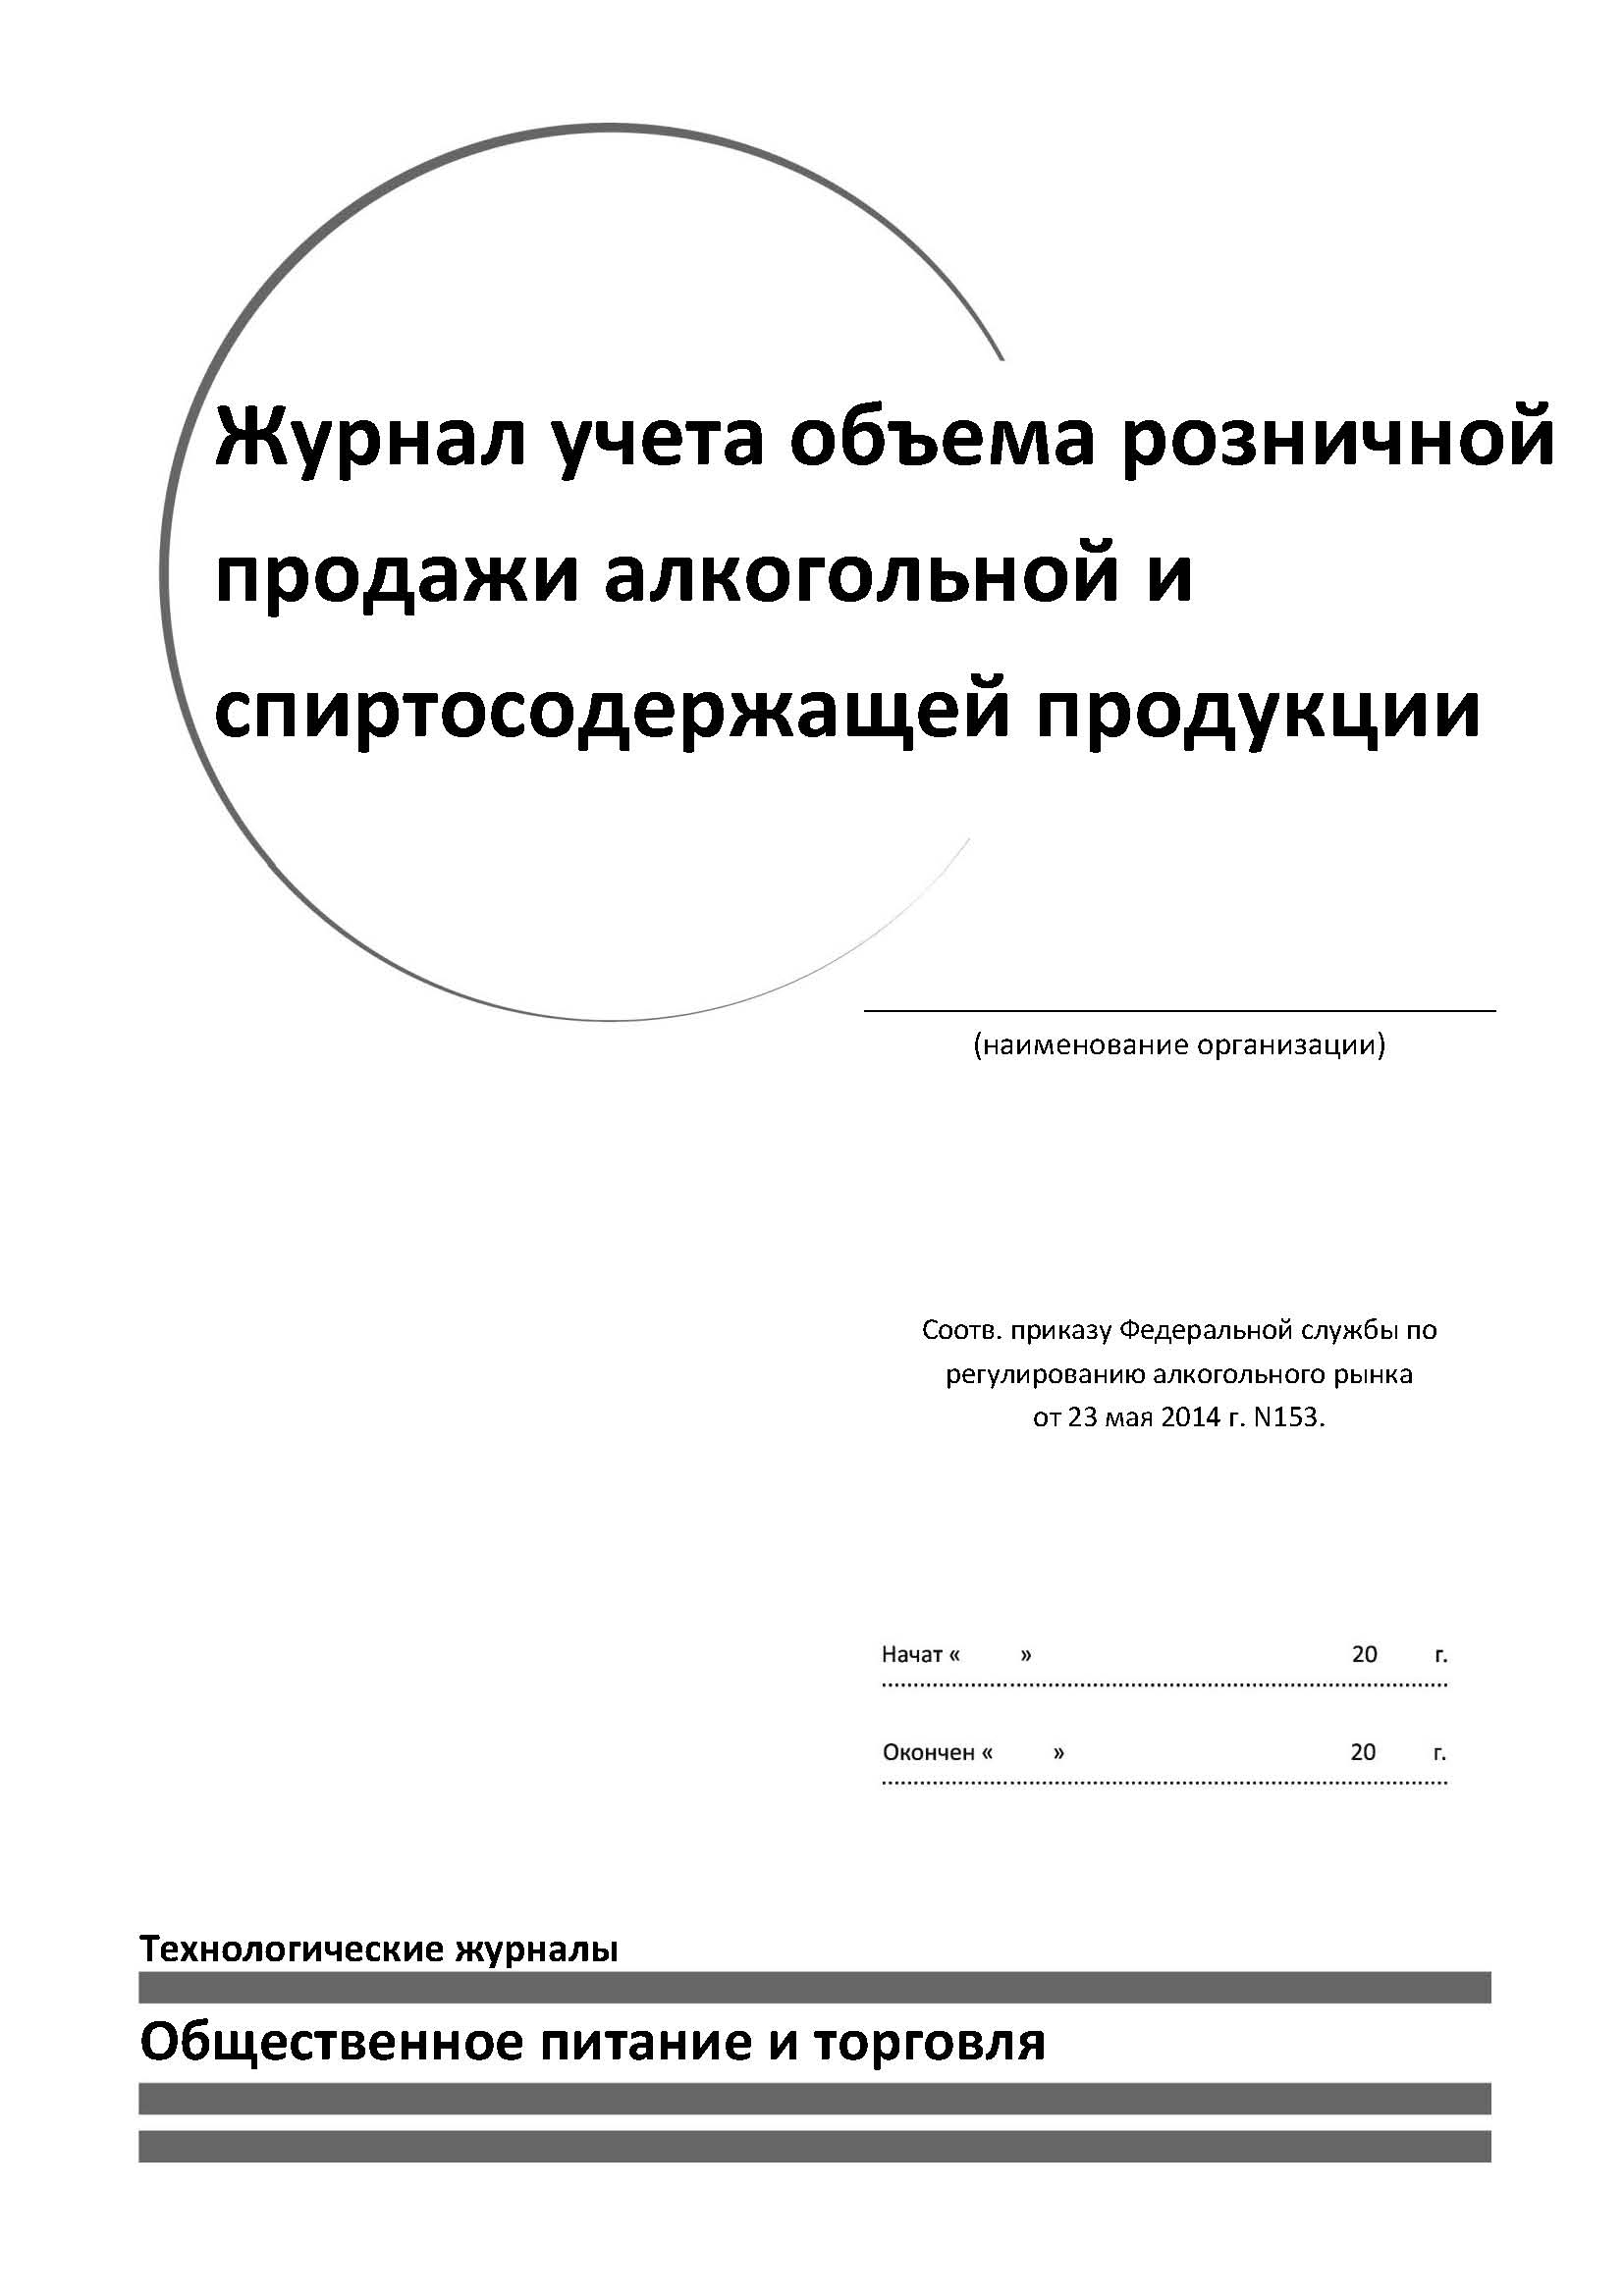 Журнал учета объема розничной
продажи алкогольной и
спиртосодержащей продукции
(наименование организации)
Соотв. приказу Федеральной службы по
регулированию алкогольного рынка
от 23 мая 2014 г. N153.
Начат « » 20 г.
Окончен « » 20 г.
Технологические журналы
Общественное питание и торговля